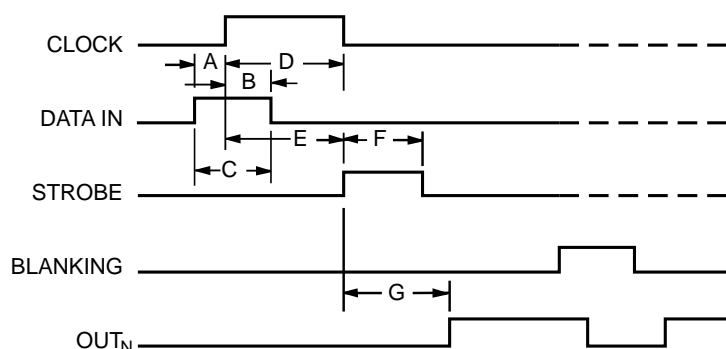 CLOCK
A D
B
DATA IN
E F
C
STROBE
BLANKING
G
OUTN